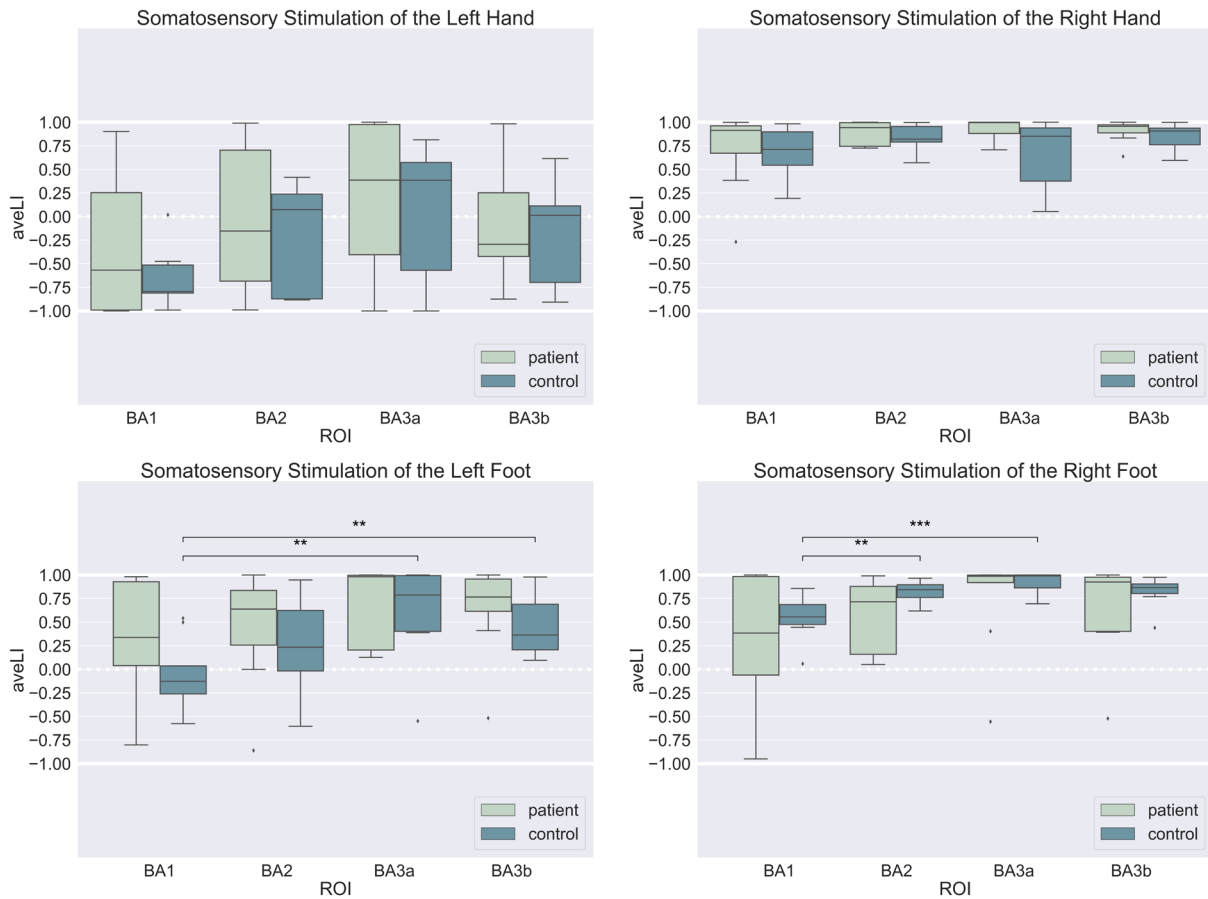 Somatosensory Stimulation of the Left Hand
aveLI
1.00
0.75
0.50
0.25
0.00
−0.25
−0.50
−0.75
−1.00
patient
control
BA1 BA2 BA3a BA3b
ROI
Somatosensory Stimulation of the Right Hand
aveLI
1.00
0.75
0.50
0.25
0.00
−0.25
−0.50
−0.75
−1.00
patient
control
BA1 BA2 BA3a BA3b
ROI
Somatosensory Stimulation of the Left Foot
**
**
aveLI
1.00
0.75
0.50
0.25
0.00
−0.25
−0.50
−0.75
−1.00
patient
control
BA1 BA2 BA3a BA3b
ROI
Somatosensory Stimulation of the Right Foot
***
**
aveLI
1.00
0.75
0.50
0.25
0.00
−0.25
−0.50
−0.75
−1.00
patient
control
BA1 BA2 BA3a BA3b
ROI